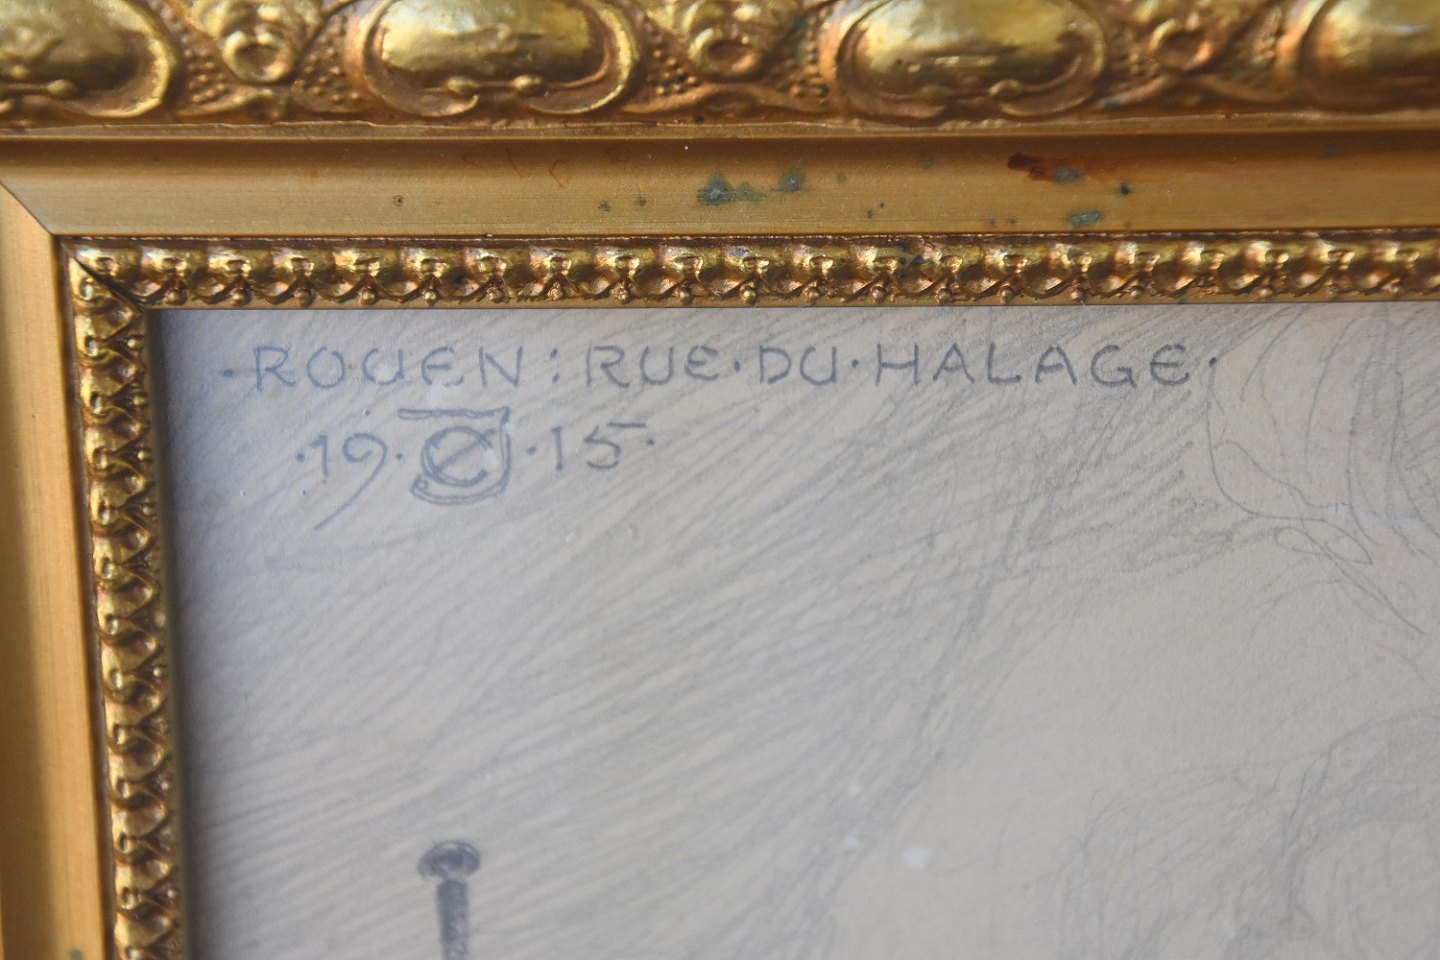 ·ROUEN : RUE·DU·HALAGE·
·19· ·15·